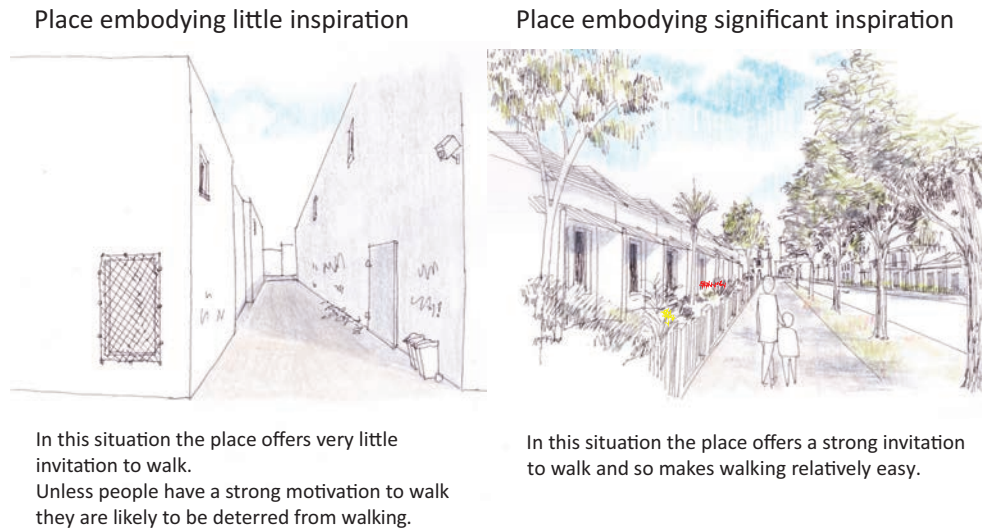 Place embodying little inspiration
Place embodying significant inspiration
In this situation the place offers very little
invitation to walk.
Unless people have a strong motivation to walk
they are likely to be deterred from walking.
In this situation the place offers a strong invitation
to walk and so makes walking relatively easy.